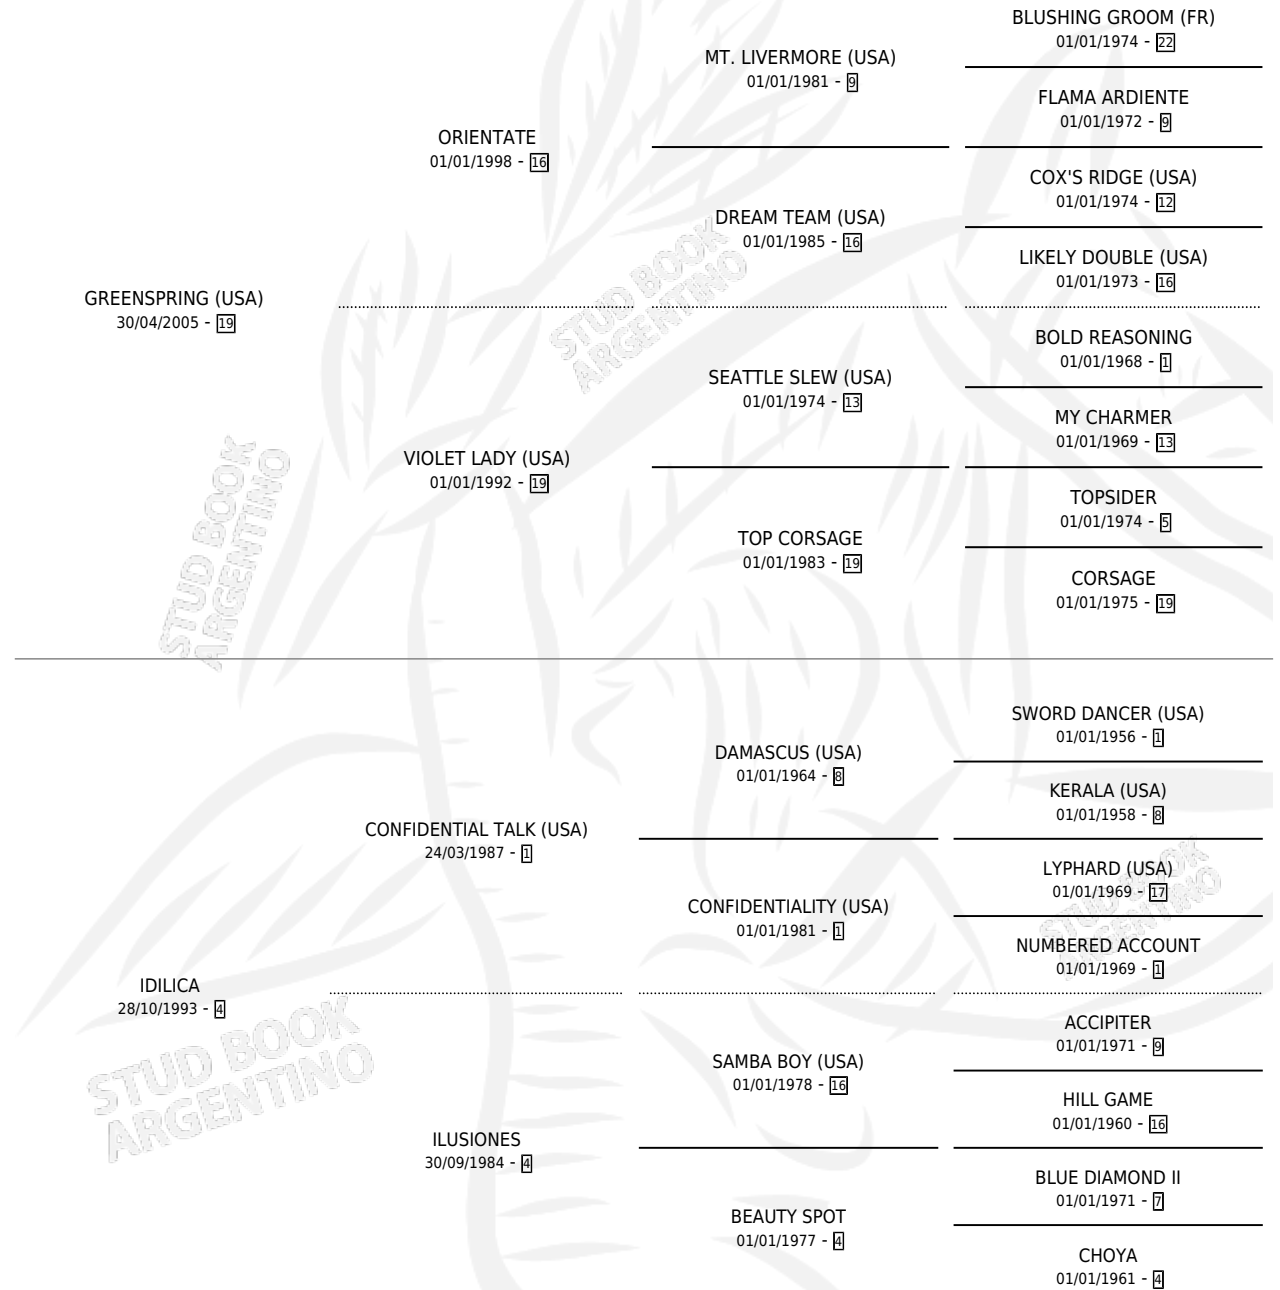 BLUSHING GROOM (FR)
01/01/1974 - 22
MT. LIVERMORE (USA)
01/01/1981 - 9
FLAMA ARDIENTE
01/01/1972 - 9
ORIENTATE
01/01/1998 - 16
COX'S RIDGE (USA)
01/01/1974 - 12
DREAM TEAM (USA)
01/01/1985 - 16
LIKELY DOUBLE (USA)
01/01/1973 - 16
GREENSPRING (USA)
30/04/2005 - 19
STUD BOOK
ARGENTINO
BOLD REASONING
01/01/1968 - 1
SEATTLE SLEW (USA)
01/01/1974 - 13
MY CHARMER
01/01/1969 - 13
VIOLET LADY (USA)
01/01/1992 - 19
TOPSIDER
01/01/1974 - 5
TOP CORSAGE
01/01/1983 - 19
CORSAGE
01/01/1975 - 19
STUD BOOK
ARGENTINO
SWORD DANCER (USA)
01/01/1956 - 1
DAMASCUS (USA)
01/01/1964 - 8
KERALA (USA)
01/01/1958 - 8
CONFIDENTIAL TALK (USA)
24/03/1987 - 1
LYPHARD (USA)
01/01/1969 - 17
CONFIDENTIALITY (USA)
01/01/1981 - 1
STUD BOOK
ARGENTINO
NUMBERED ACCOUNT
01/01/1969 - 1
IDILICA
28/10/1993 - 4
ACCIPITER
01/01/1971 - 9
SAMBA BOY (USA)
01/01/1978 - 16
STUD BOOK
ARGENTINO
HILL GAME
01/01/1960 - 16
ILUSIONES
30/09/1984 - 4
BLUE DIAMOND II
01/01/1971 - 7
BEAUTY SPOT
01/01/1977 - 4
CHOYA
01/01/1961 - 4